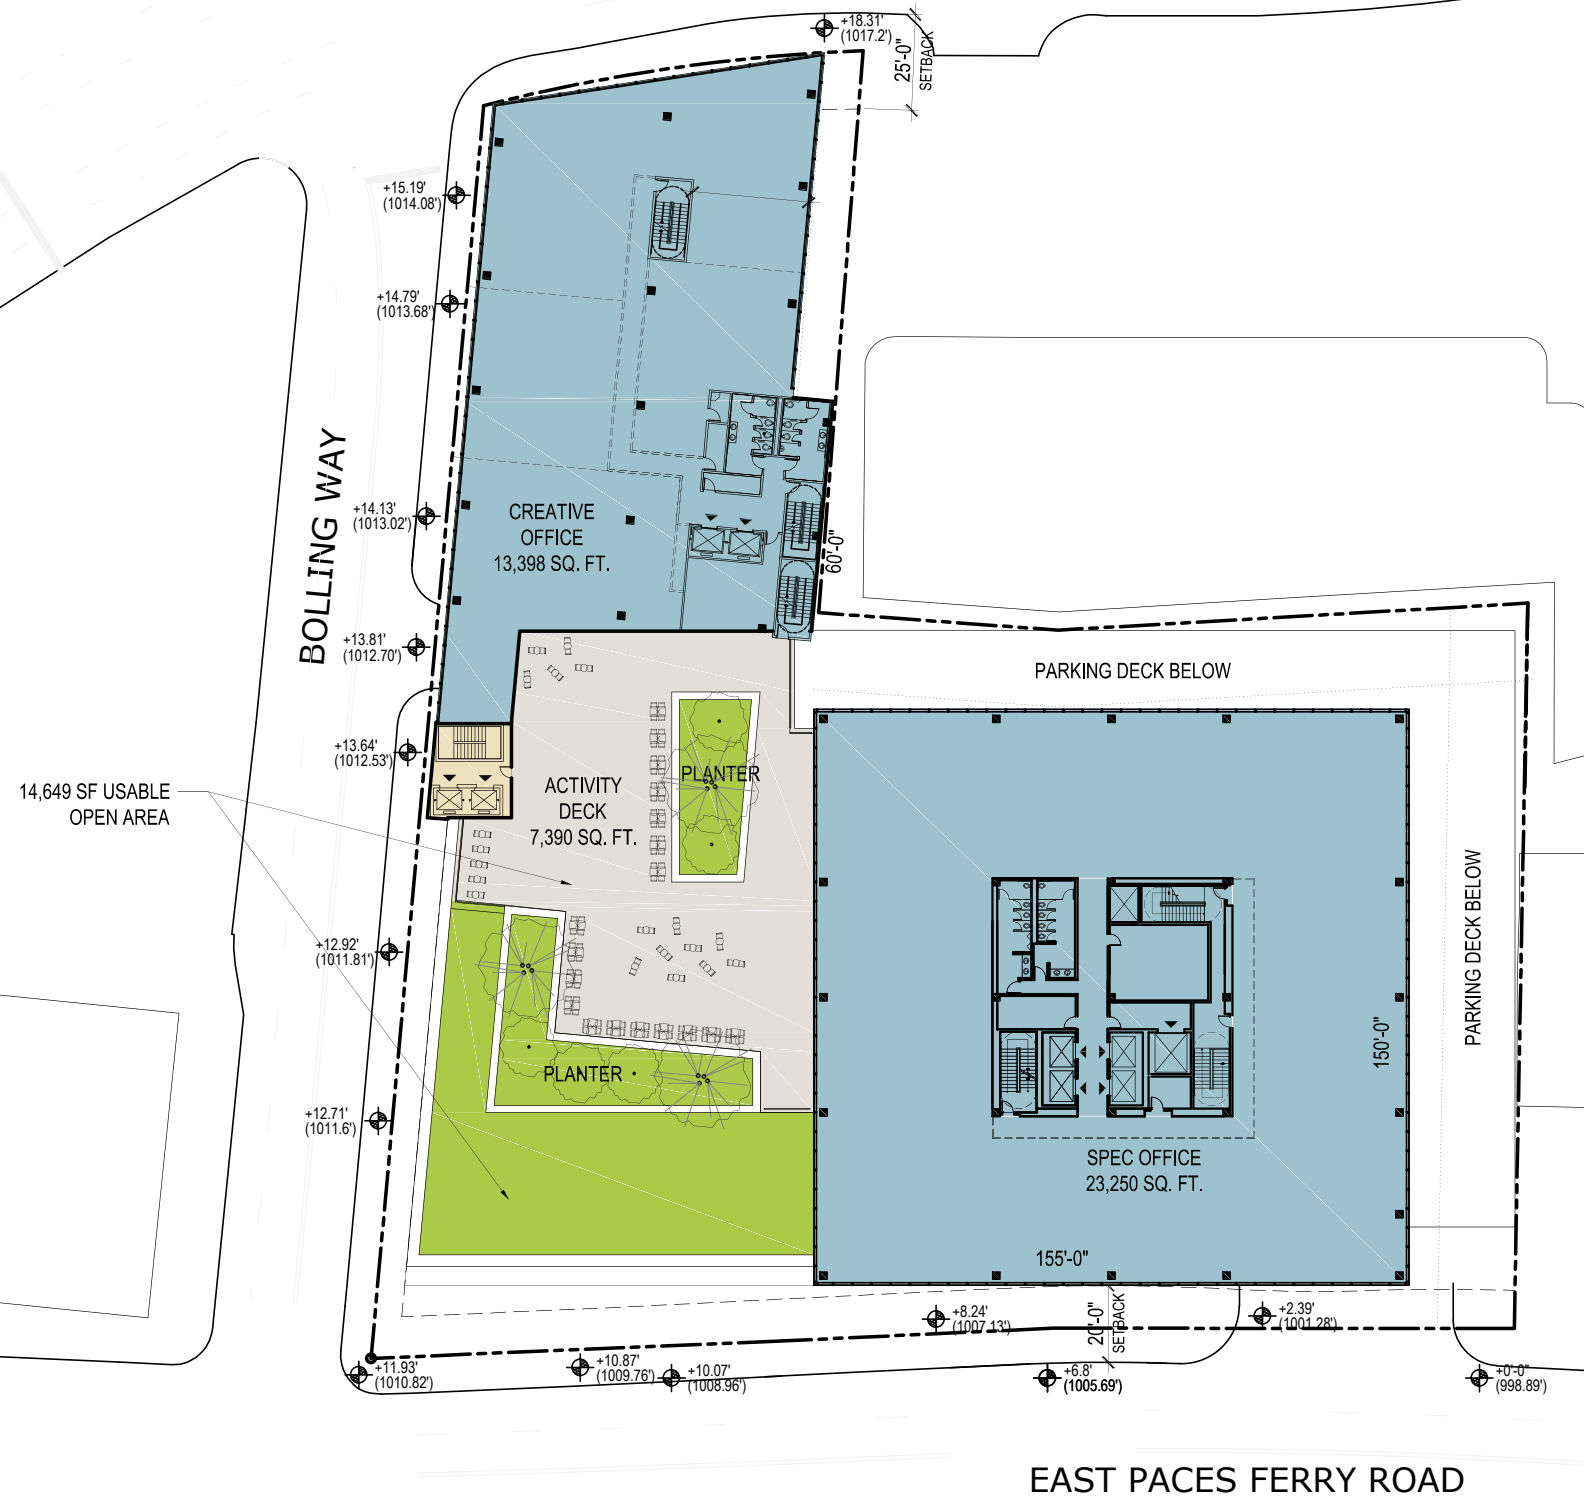 +18.31'
(1017.2')
25'-0"
SETBACK
+15.19'
(1014.08')
+14.79'
(1013.68')
BOLLING WAY
+14.13'
(1013.02')
CREATIVE
OFFICE
13,398 SQ. FT.
60'-0"
+13.81'
(1012.70')
PARKING DECK BELOW
+13.64'
(1012.53')
14,649 SF USABLE
OPEN AREA
ACTIVITY
DECK
7,390 SQ. FT.
PLANTER
PARKING DECK BELOW
+12.92'
(1011.81')
150'-0"
PLANTER
+12.71'
(1011.6')
SPEC OFFICE
23,250 SQ. FT.
155'-0"
20'-0"
SETBACK
+8.24'
(1007.13')
+2.39'
(1001.28')
+11.93'
(1010.82')
+10.87'
(1009.76')
+10.07'
(1008.96')
+6.8'
(1005.69')
+0'-0"
(998.89')
EAST PACES FERRY ROAD